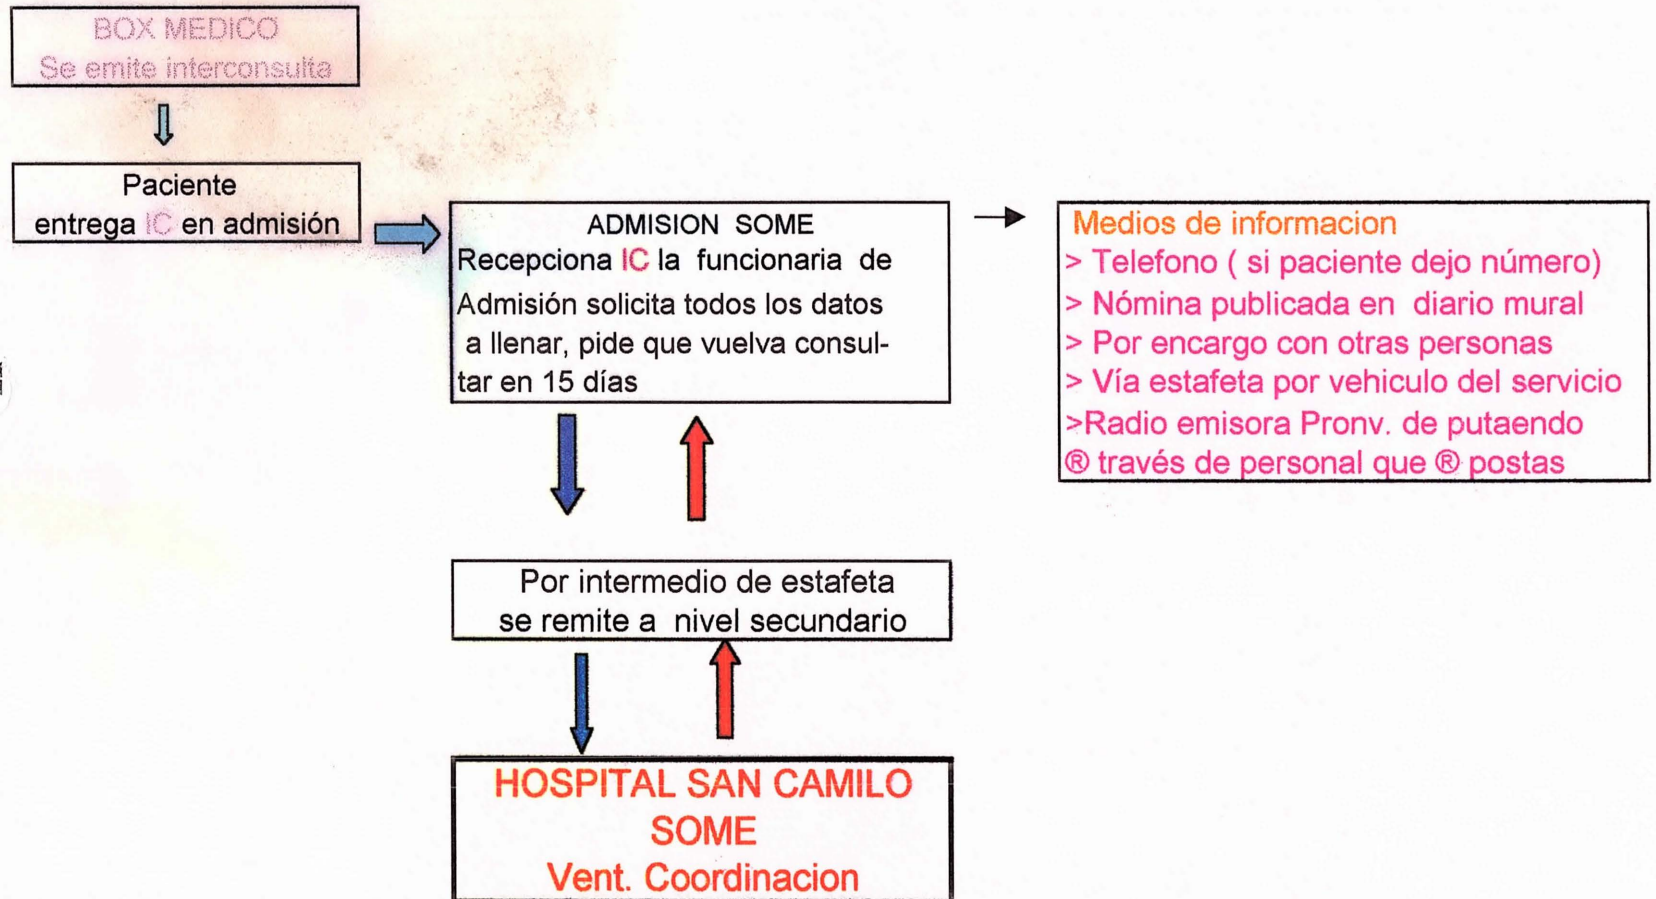 BOX MEDICO
Se emite interconsulta
Paciente
entrega IC en admisión
ADMISION SOME
Recepciona IC la funcionaria de
Admisión solicita todos los datos
a llenar, pide que vuelva consul-
tar en 15 días
Medios de informacion
> Telefono ( si paciente dejo número)
> Nómina publicada en diario mural
> Por encargo con otras personas
> Vía estafeta por vehiculo del servicio
>Radio emisora Pronv. de putaendo
® través de personal que ® postas
Por intermedio de estafeta
se remite a nivel secundario
HOSPITAL SAN CAMILO
SOME
Vent. Coordinacion